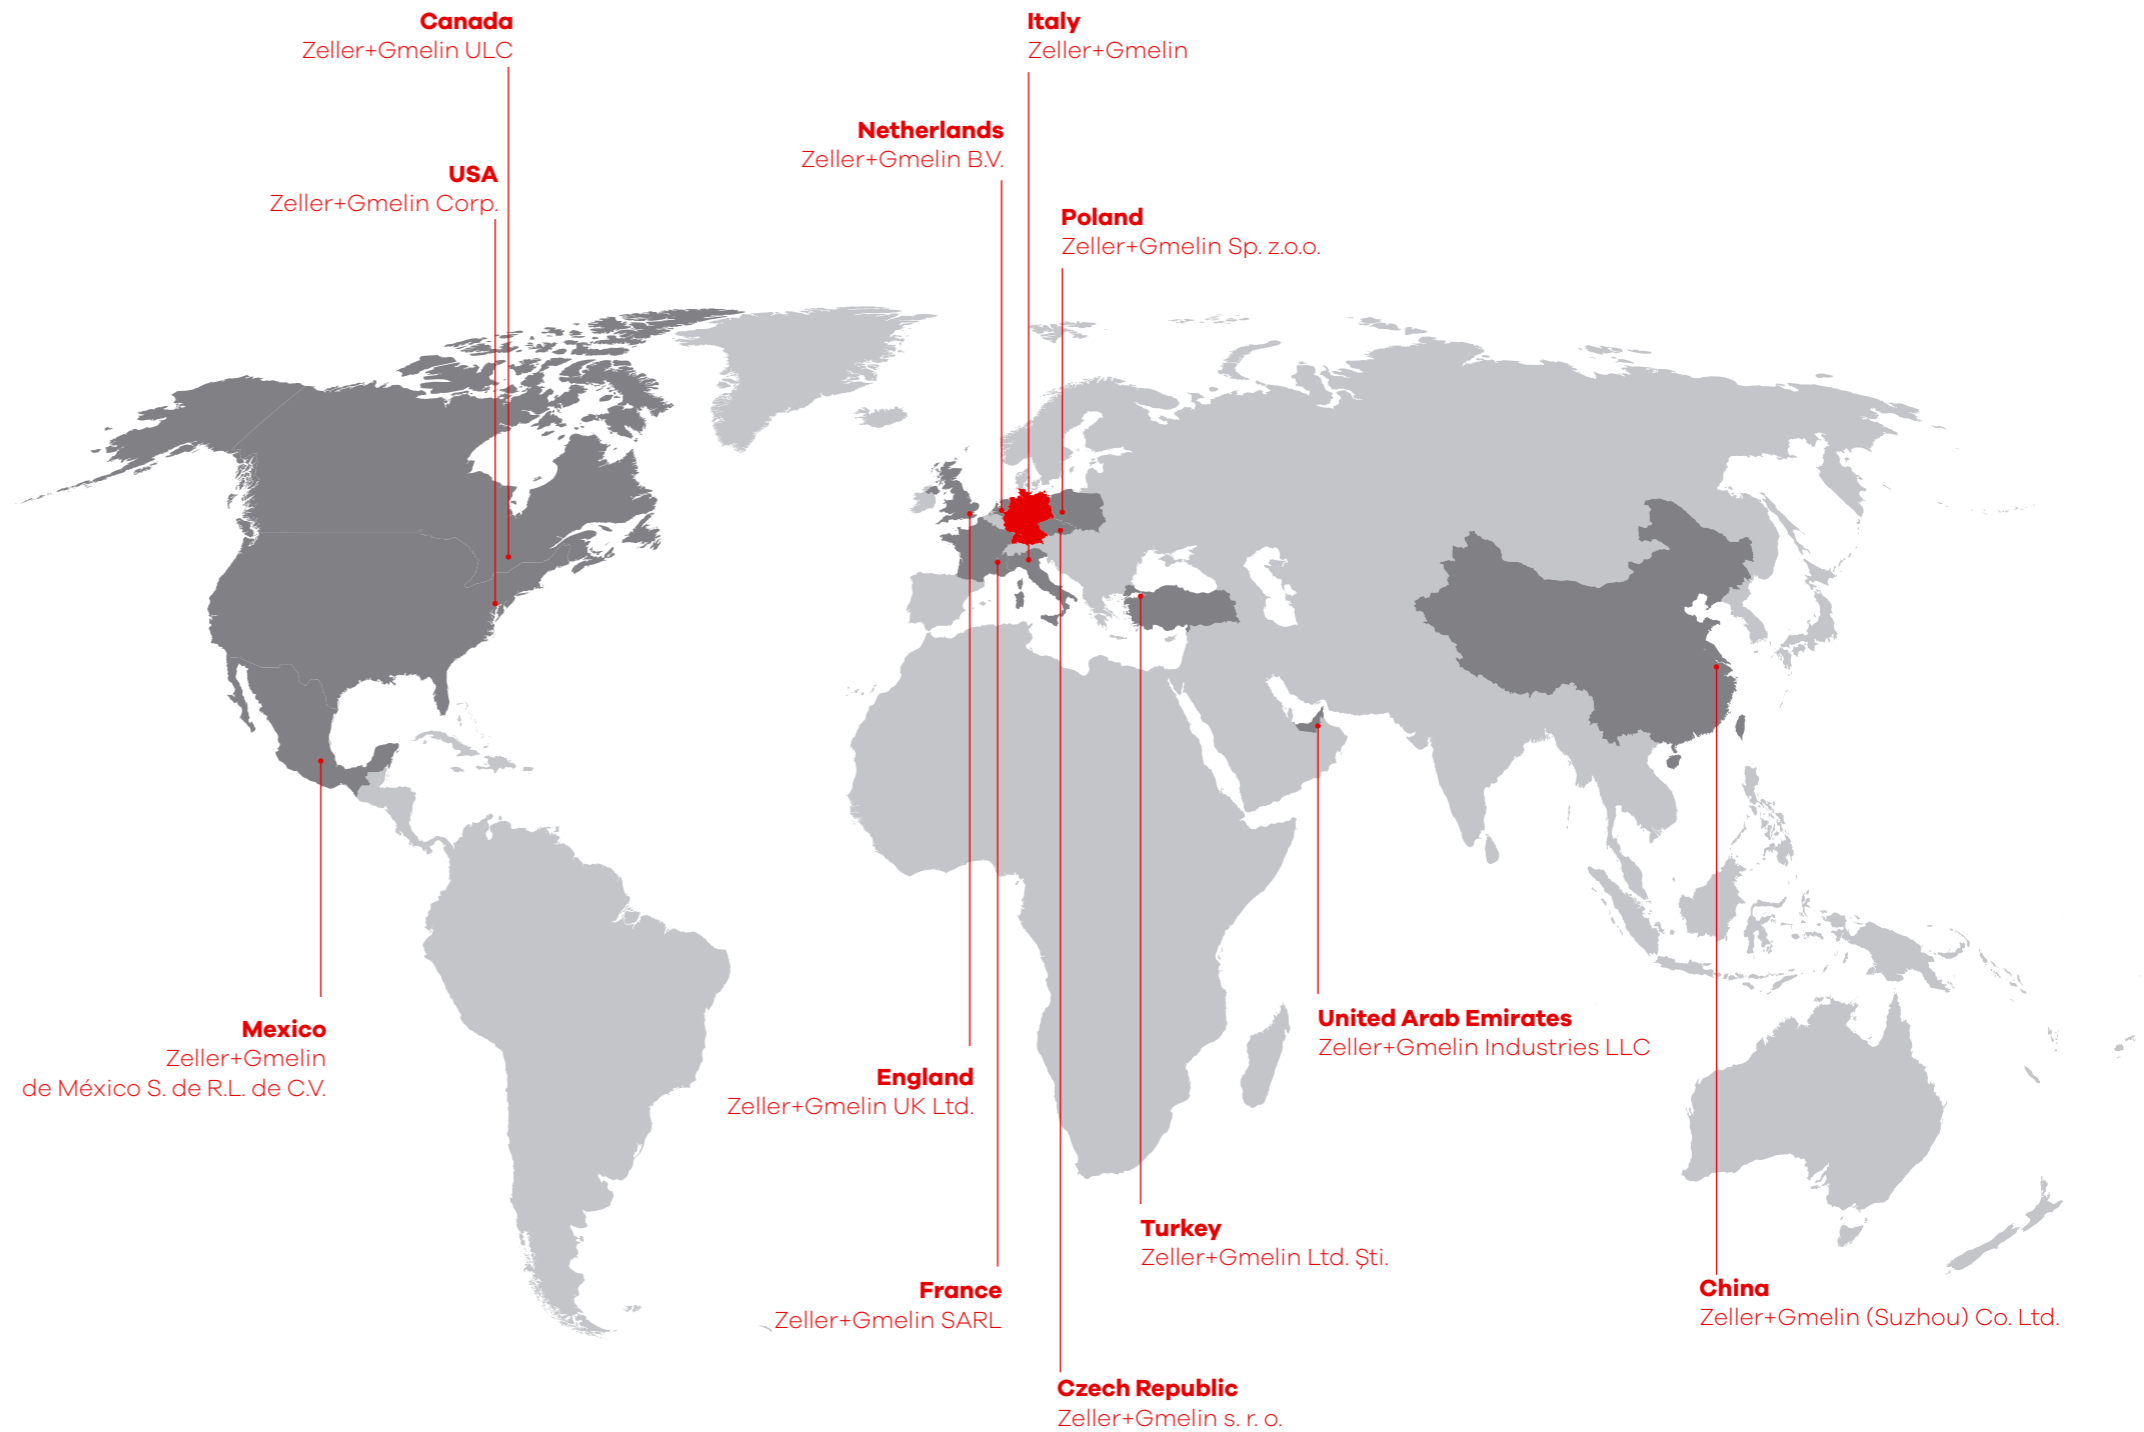 Canada
Zeller+Gmelin ULC
Italy
Zeller+Gmelin
Netherlands
Zeller+Gmelin B.V.
USA
Zeller+Gmelin Corp.
Poland
Zeller+Gmelin Sp. z.o.o.
Mexico
Zeller+Gmelin
de México S. de R.L. de C.V.
United Arab Emirates
Zeller+Gmelin Industries LLC
England
Zeller+Gmelin UK Ltd.
Turkey
Zeller+Gmelin Ltd. Şti.
France
Zeller+Gmelin SARL
China
Zeller+Gmelin (Suzhou) Co. Ltd.
Czech Republic
Zeller+Gmelin s. r. o.